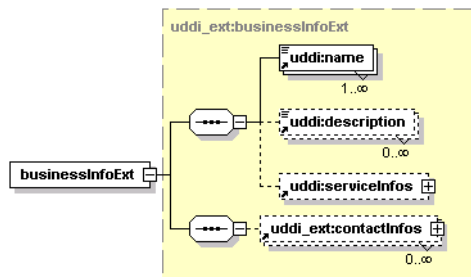 uddi_ext:businessInfoExt
uddi:name
1..∞
uddi:description
0..∞
businessInfoExt
uddi:serviceInfos
uddi_ext:contactInfos
0..∞